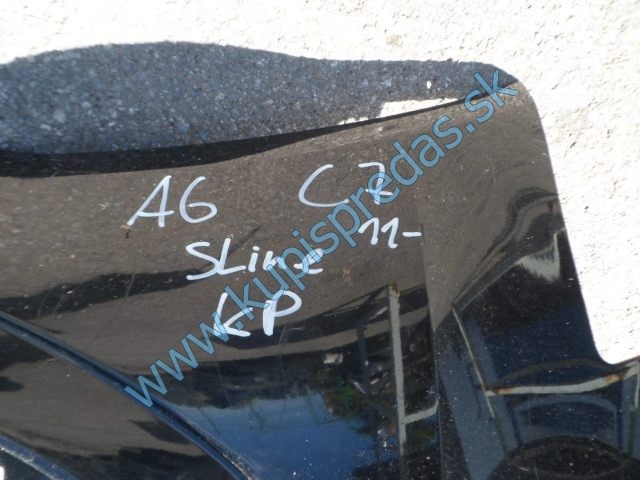 A6 C7
SLine 11-
KP
www.kupispredas.sk